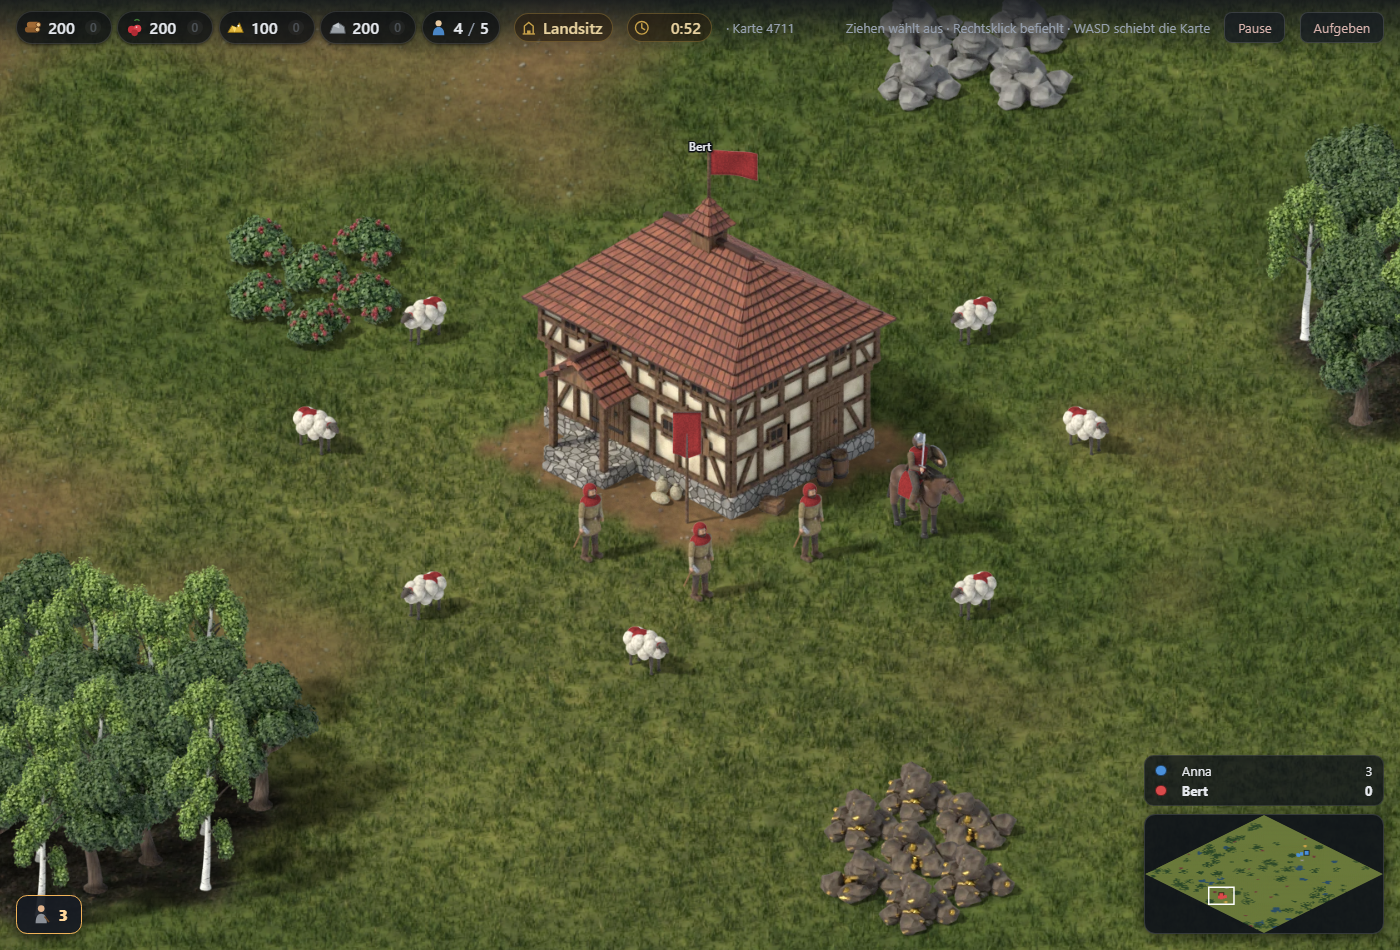 200 0 200 0 100 0 200 0 4 / 5 Landsitz 0:52 · Karte 4711 Ziehen wählt aus · Rechtsklick befiehlt · WASD schiebt die Karte Pause Aufgeben
Bert
Anna 3
Bert 0
3